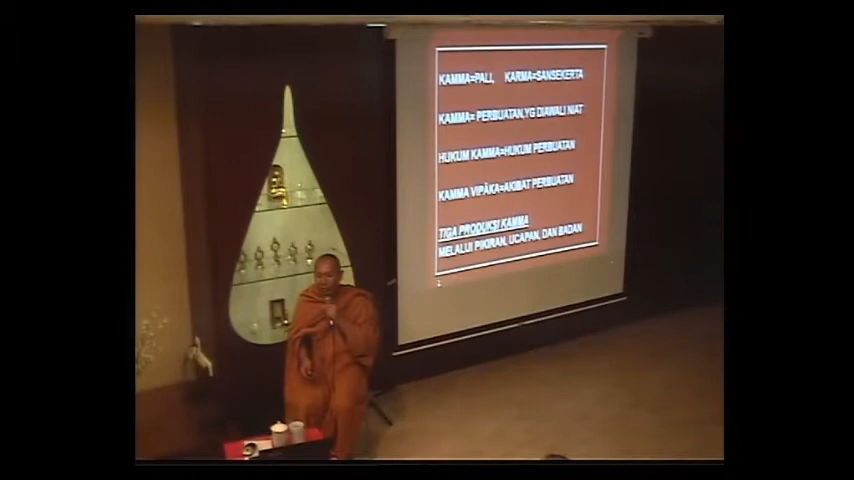 KAMMA=PALI, KARMA=SANSEKERTA
KAMMA= PERBUATAN,YG DIAWALI NIAT
HUKUM KAMMA=HUKUM PERBUATAN
KAMMA VIPĀKA=AKIBAT PERBUATAN
TIGA PRODUKSI KAMMA
MELALUI PIKIRAN, UCAPAN, DAN BADAN